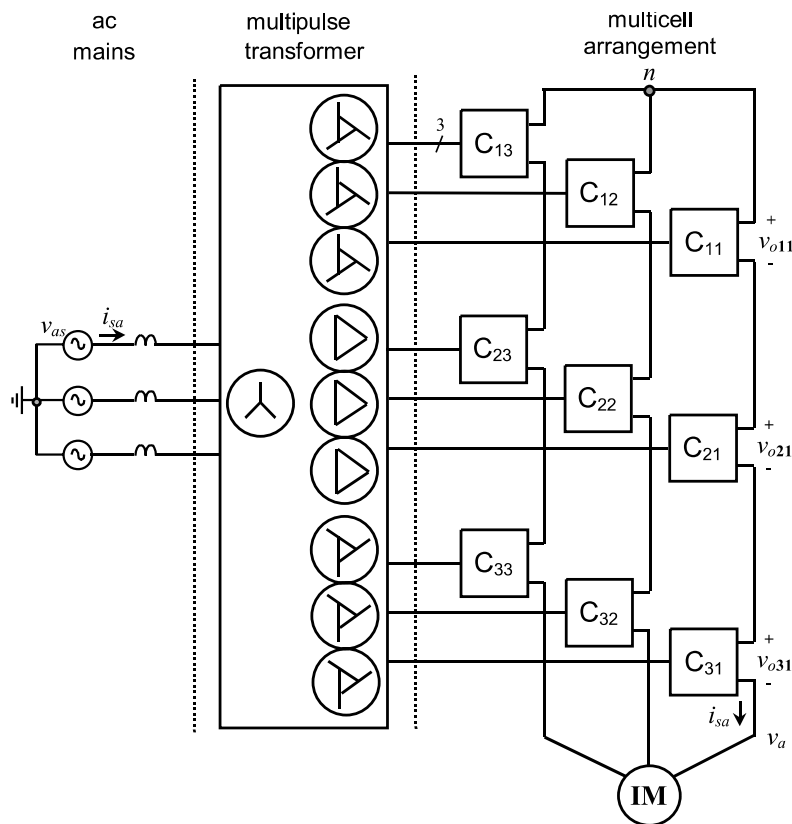 ac
mains
multipulse
transformer
multicell
arrangement
n
3
C13
C12
C11
+
vo11
-
vas
isa
C23
C22
C21
+
vo21
-
C33
C32
C31
+
vo31
-
isa
va
IM